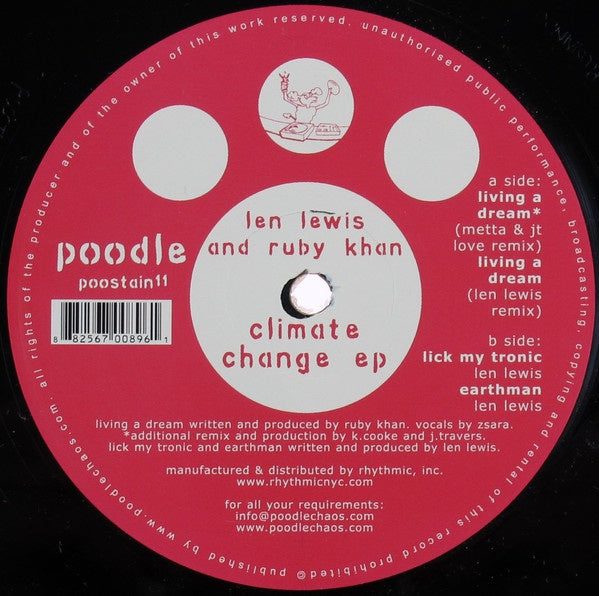 all rights of the producer and of the owner of this work reserved. unauthorised public performance, broadcasting, copying and rental of this record prohibited © published by www.poodlechaos.com.
len lewis
and ruby khan
climate
change ep
poodle
poostain11
8 82567 00896 1
a side:
living a
dream*
(metta & jt
love remix)
living a
dream
(len lewis
remix)
b side:
lick my tronic
len lewis
earthman
len lewis
living a dream written and produced by ruby khan. vocals by zsara.
*additional remix and production by k.cooke and j.travers.
lick my tronic and earthman written and produced by len lewis.
manufactured & distributed by rhythmic, inc.
www.rhythmicnyc.com
for all your requirements:
info@poodlechaos.com
www.poodlechaos.com